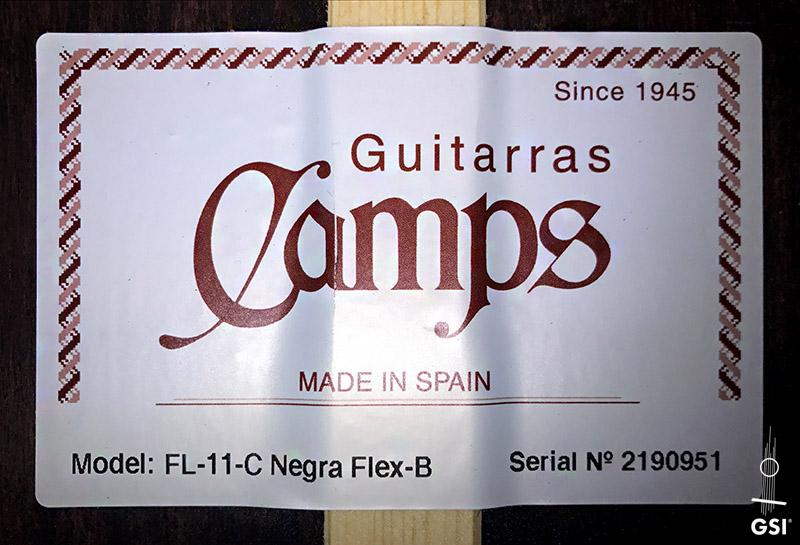 Since 1945
Guitarras
Camps
MADE IN SPAIN
Model: FL-11-C Negra Flex-B
Serial Nº 2190951
GSI